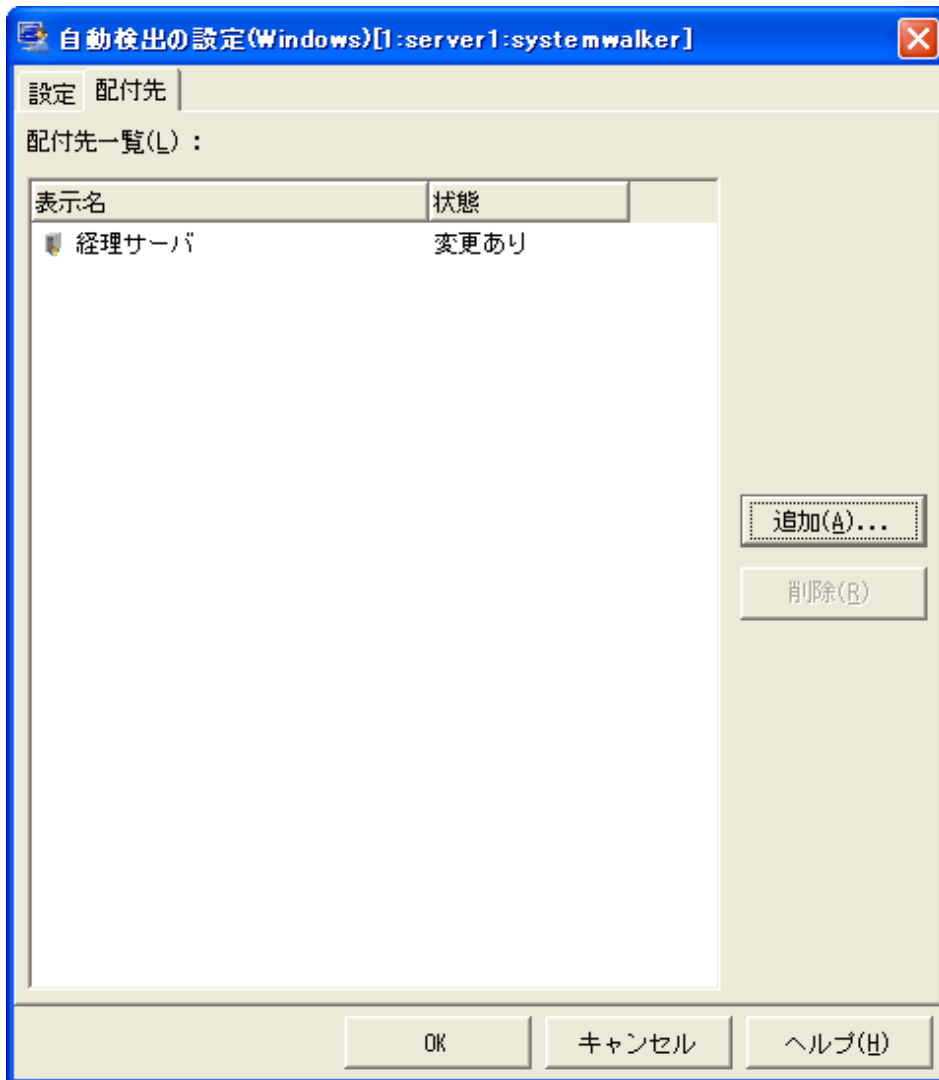 自動検出の設定(Windows)[1:server1:systemwalker]
設定 配付先
配付先一覧(L)：
表示名 状態
経理サーバ 変更あり
追加(A)...
削除(R)
OK キャンセル ヘルプ(H)